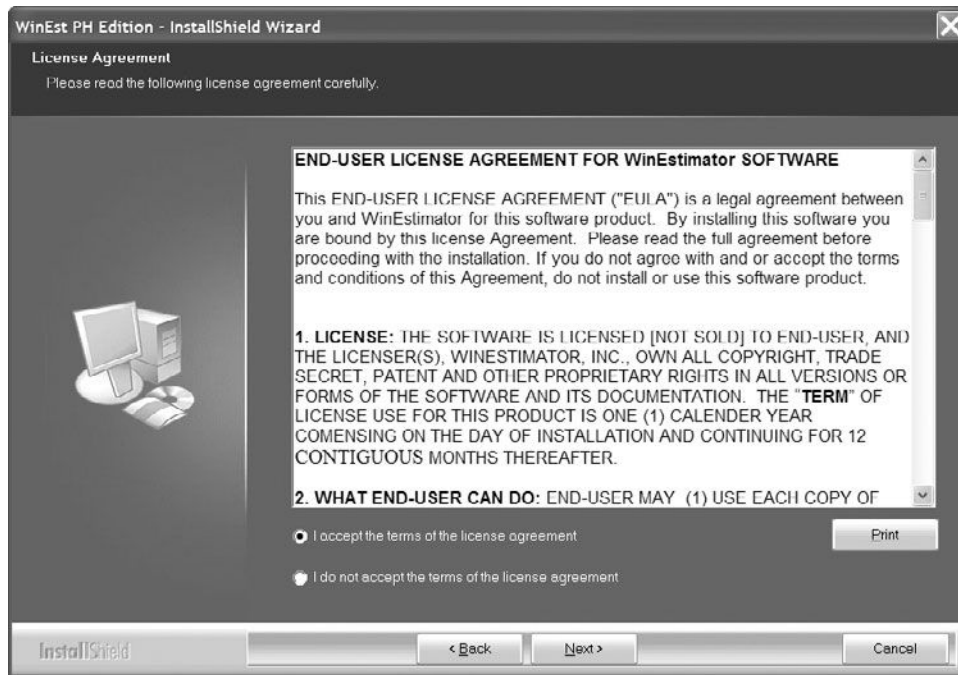 WinEst PH Edition - InstallShield Wizard
License Agreement
Please read the following license agreement carefully.
END-USER LICENSE AGREEMENT FOR WinEstimator SOFTWARE
This END-USER LICENSE AGREEMENT ("EULA") is a legal agreement between
you and WinEstimator for this software product.  By installing this software you
are bound by this license Agreement.  Please read the full agreement before
proceeding with the installation. If you do not agree with and or accept the terms
and conditions of this Agreement, do not install or use this software product.
1. LICENSE: THE SOFTWARE IS LICENSED [NOT SOLD] TO END-USER, AND
THE LICENSER(S), WINESTIMATOR, INC., OWN ALL COPYRIGHT, TRADE
SECRET, PATENT AND OTHER PROPRIETARY RIGHTS IN ALL VERSIONS OR
FORMS OF THE SOFTWARE AND ITS DOCUMENTATION.  THE "TERM" OF
LICENSE USE FOR THIS PRODUCT IS ONE (1) CALENDER YEAR
COMENSING ON THE DAY OF INSTALLATION AND CONTINUING FOR 12
CONTIGUOUS MONTHS THEREAFTER.
2. WHAT END-USER CAN DO: END-USER MAY  (1) USE EACH COPY OF
I accept the terms of the license agreement
Print
I do not accept the terms of the license agreement
InstallShield
< Back
Next >
Cancel